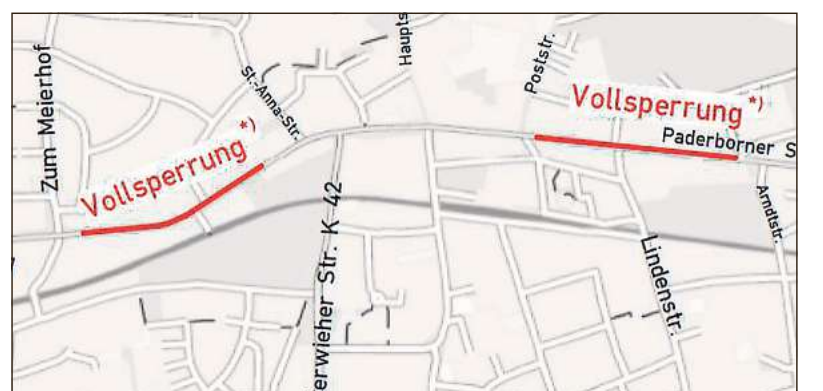 Zum Meierhof
St.-Anna-Str.
Haupts
Poststr.
Vollsperrung *)
Vollsperrung *)
Paderborner S
erwieher Str. K 42
Lindenstr.
Arndtstr.